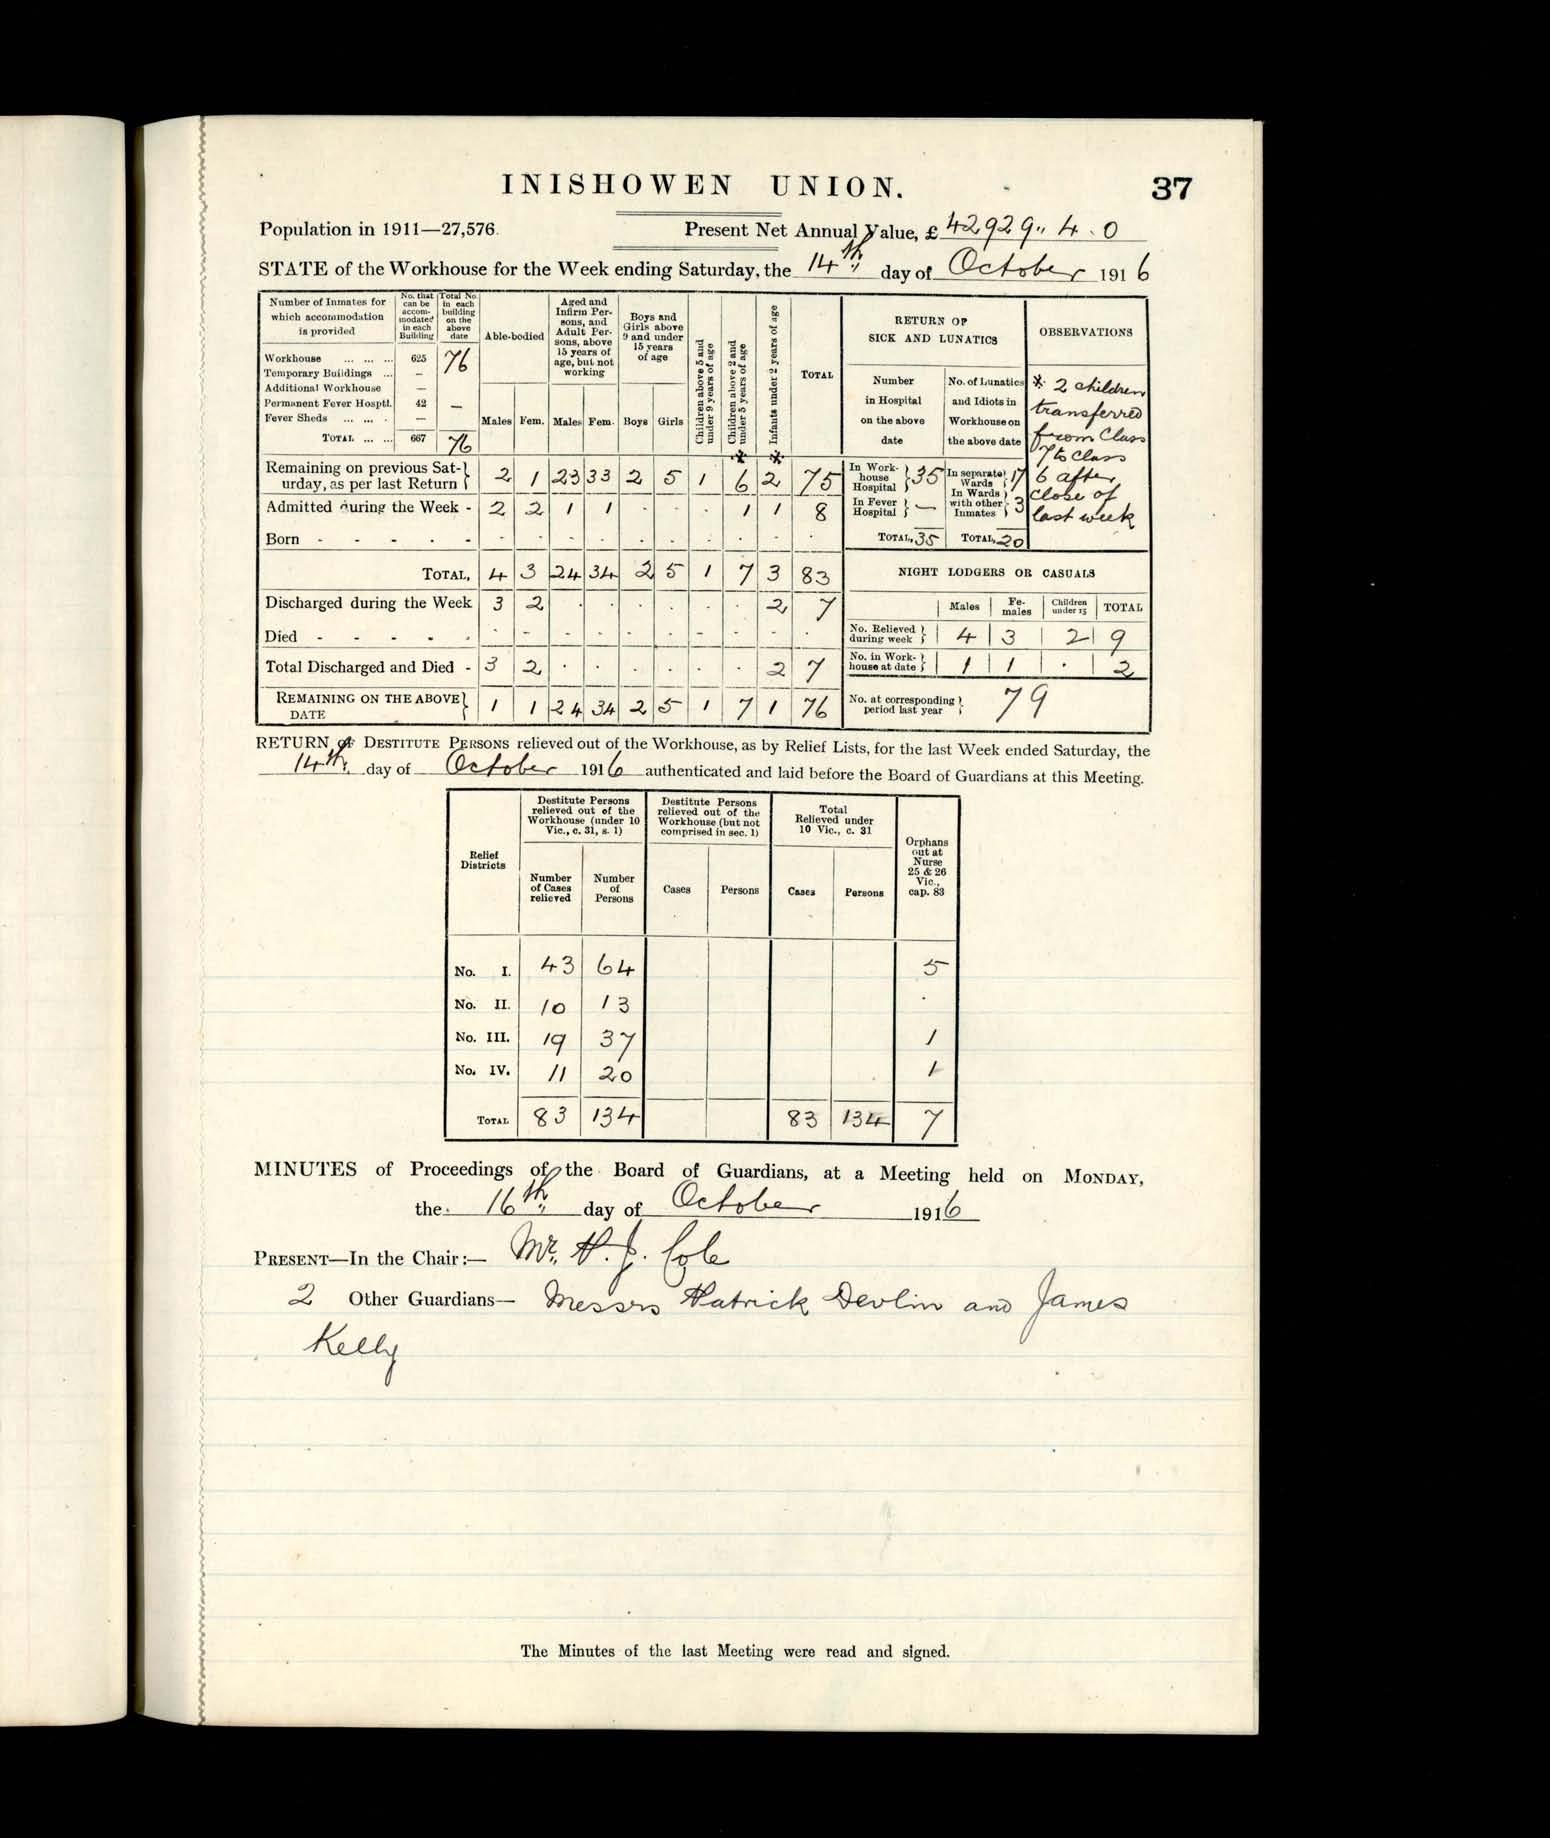 INISHOWEN UNION.
37
Population in 1911—27,576.
Present Net Annual Value, £ 42,929 " 4 . 0
STATE of the Workhouse for the Week ending Saturday, the 14th day of October 1916
Number of Inmates for which accommodation is provided
No. that can be accommodated in each Building
Total No. in each building on the above date
Able-bodied
Aged and Infirm Persons, and Adult Persons, above 15 years of age, but not working
Boys and Girls above 9 and under 15 years of age
Children above 5 and under 9 years of age
Children above 2 and under 5 years of age
Infants under 2 years of age
TOTAL
Workhouse ... ... ... 625 76
Temporary Buildings ... —
Additional Workhouse —
Permanent Fever Hosptl. 42 —
Fever Sheds ... ... . —
TOTAL ... ... 667 76
Males Fem. Males Fem. Boys Girls
※ ※
Remaining on previous Saturday, as per last Return } 2 1 23 33 2 5 1 6 2 75
Admitted during the Week - 2 2 1 1 . . . 1 1 8
Born - - - - - - - - - . . . . - .
TOTAL, 4 3 24 34 2 5 1 7 3 83
Discharged during the Week 3 2 . . . . . . 2 7
Died - - - - - . - - - - - - - - .
Total Discharged and Died - 3 2 . . . . . . 2 7
REMAINING ON THE ABOVE DATE } 1 1 24 34 2 5 1 7 1 76
RETURN OF
SICK AND LUNATICS
Number in Hospital on the above date
No. of Lunatics and Idiots in Workhouse on the above date
In Workhouse Hospital } 35
In separate Wards } 17
In Fever Hospital } —
In Wards with other Inmates } 3
TOTAL, 35
TOTAL, 20
OBSERVATIONS
※ 2 children
transferred
from Class
7 to Class
6 after
close of
last week
NIGHT LODGERS OR CASUALS
Males Females Children under 15 TOTAL
No. Relieved during week } 4 3 2 9
No. in Workhouse at date } 1 1 . 2
No. at corresponding period last year } 79
RETURN of DESTITUTE PERSONS relieved out of the Workhouse, as by Relief Lists, for the last Week ended Saturday, the
14th. day of October 1916 authenticated and laid before the Board of Guardians at this Meeting.
Relief Districts
Destitute Persons relieved out of the Workhouse (under 10 Vic., c. 31, s. 1)
Destitute Persons relieved out of the Workhouse (but not comprised in sec. 1)
Total Relieved under 10 Vic., c. 31
Orphans out at Nurse 25 & 26 Vic., cap. 83
Number of Cases relieved
Number of Persons
Cases Persons Cases Persons
No. I. 43 64 5
No. II. 10 13 .
No. III. 19 37 1
No. IV. 11 20 1
TOTAL 83 134 83 134 7
MINUTES of Proceedings of the Board of Guardians, at a Meeting held on MONDAY,
the 16th day of October 1916
PRESENT—In the Chair:— Mr. H. J. Cole
2 Other Guardians— Messrs Patrick Devlin and James
Kelly
The Minutes of the last Meeting were read and signed.